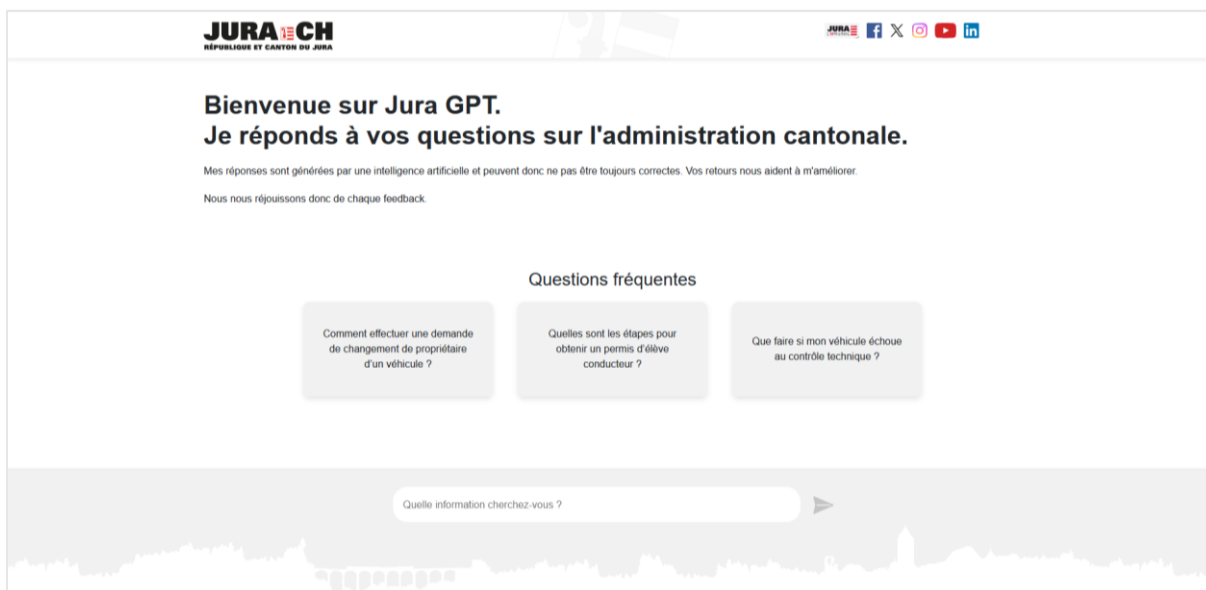 JURA CH
RÉPUBLIQUE ET CANTON DU JURA
JURA
Bienvenue sur Jura GPT.
Je réponds à vos questions sur l'administration cantonale.
Mes réponses sont générées par une intelligence artificielle et peuvent donc ne pas être toujours correctes. Vos retours nous aident à m'améliorer.
Nous nous réjouissons donc de chaque feedback.
Questions fréquentes
Comment effectuer une demande
de changement de propriétaire
d'un véhicule ?
Quelles sont les étapes pour
obtenir un permis d'élève
conducteur ?
Que faire si mon véhicule échoue
au contrôle technique ?
Quelle information cherchez-vous ?